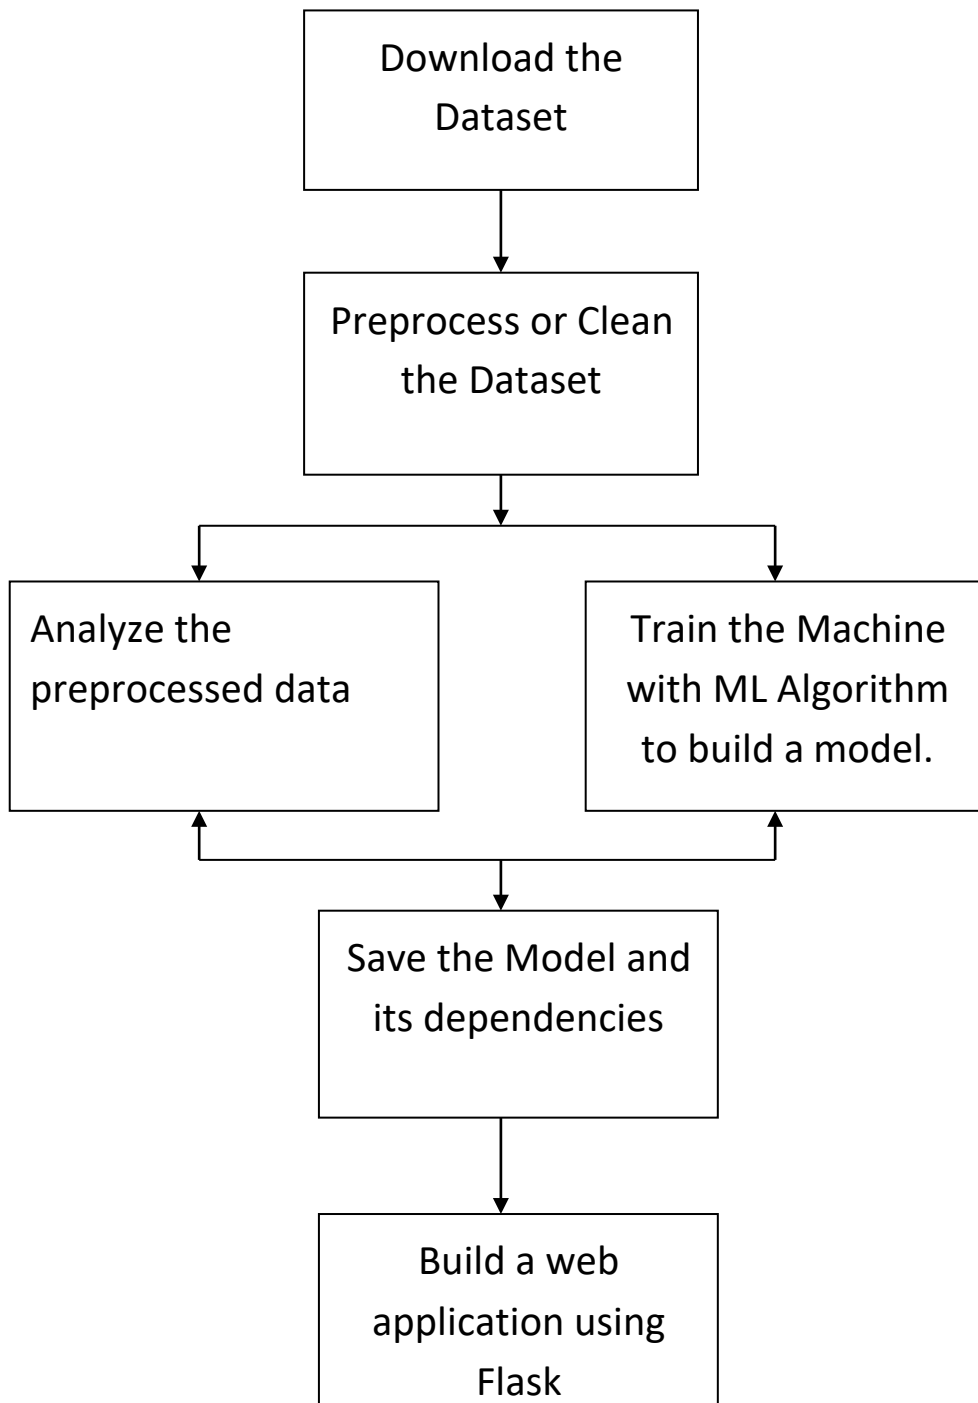 Download the
Dataset
Preprocess or Clean
the Dataset
Analyze the
preprocessed data
Train the Machine
with ML Algorithm
to build a model.
Save the Model and
its dependencies
Build a web
application using
Flask